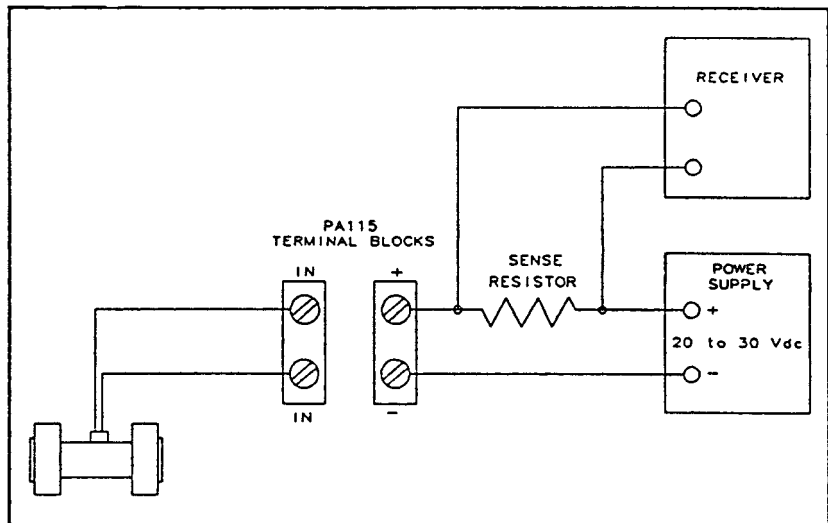 RECEIVER
PA115
TERMINAL BLOCKS
IN
+
SENSE
RESISTOR
POWER
SUPPLY
+
20 to 30 Vdc
-
IN
-